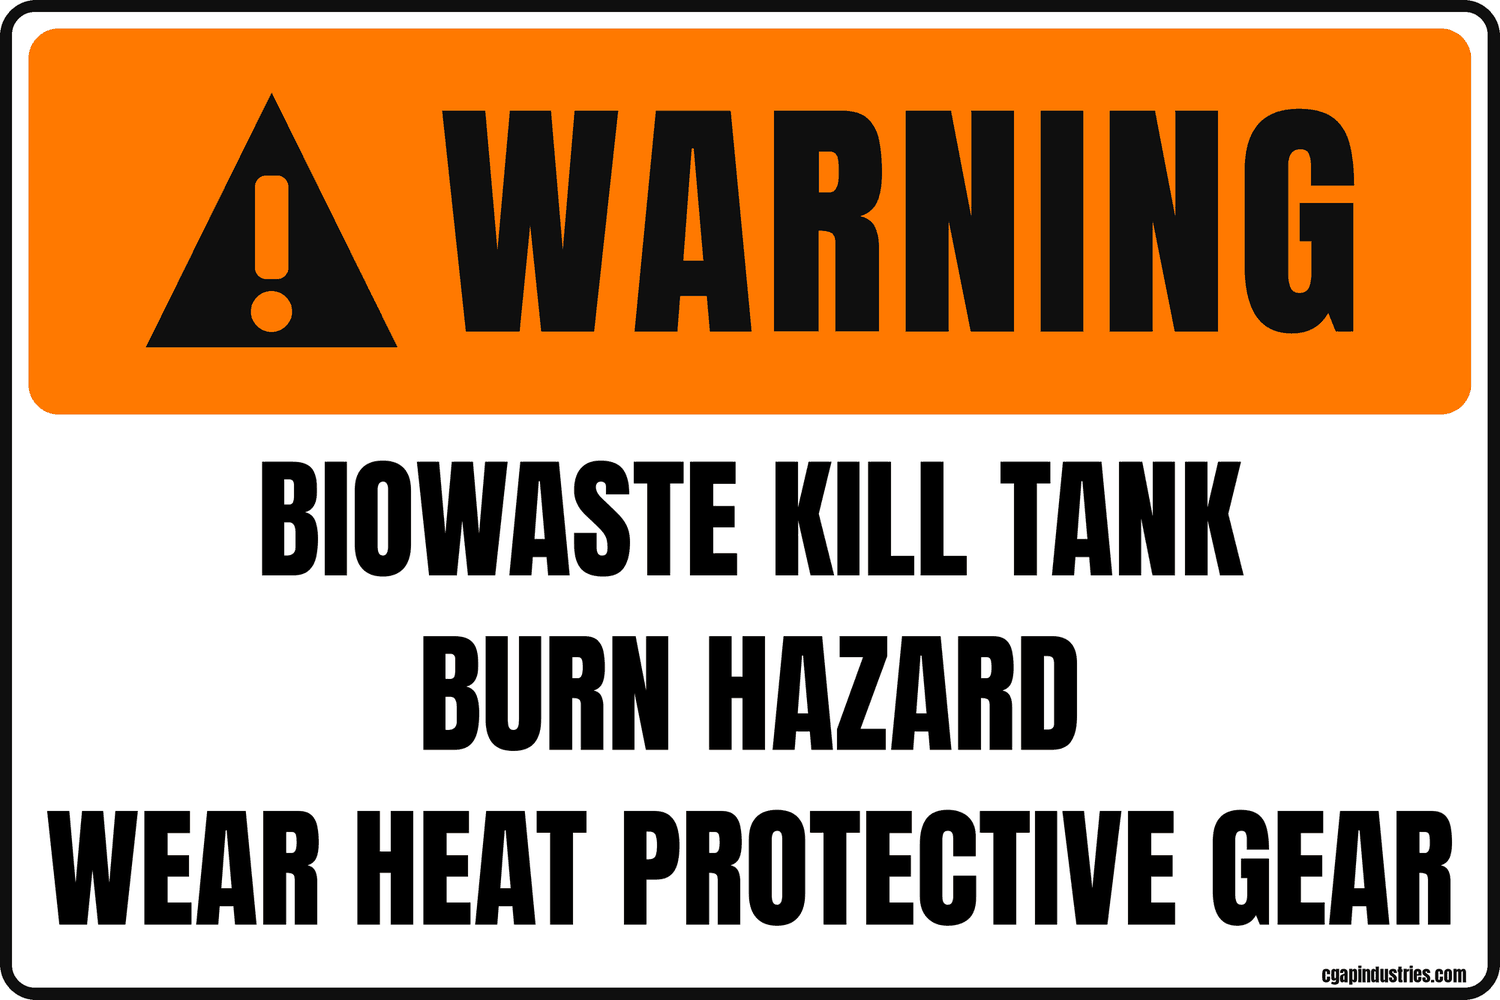 WARNING
BIOWASTE KILL TANK
BURN HAZARD
WEAR HEAT PROTECTIVE GEAR
cgapindustries.com